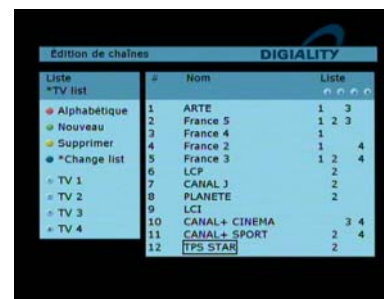 Édition de chaînes DIGIALITY
Liste
*TV list
Alphabétique
Nouveau
Supprimer
*Change list
TV 1
TV 2
TV 3
TV 4
# Nom Liste
1 ARTE 1 3
2 France 5 1 2 3
3 France 4 1
4 France 2 1 4
5 France 3 1 2 4
6 LCP 2
7 CANAL J 2
8 PLANETE 2
9 LCI
10 CANAL+ CINEMA 3 4
11 CANAL+ SPORT 2 4
12 TPS STAR 2